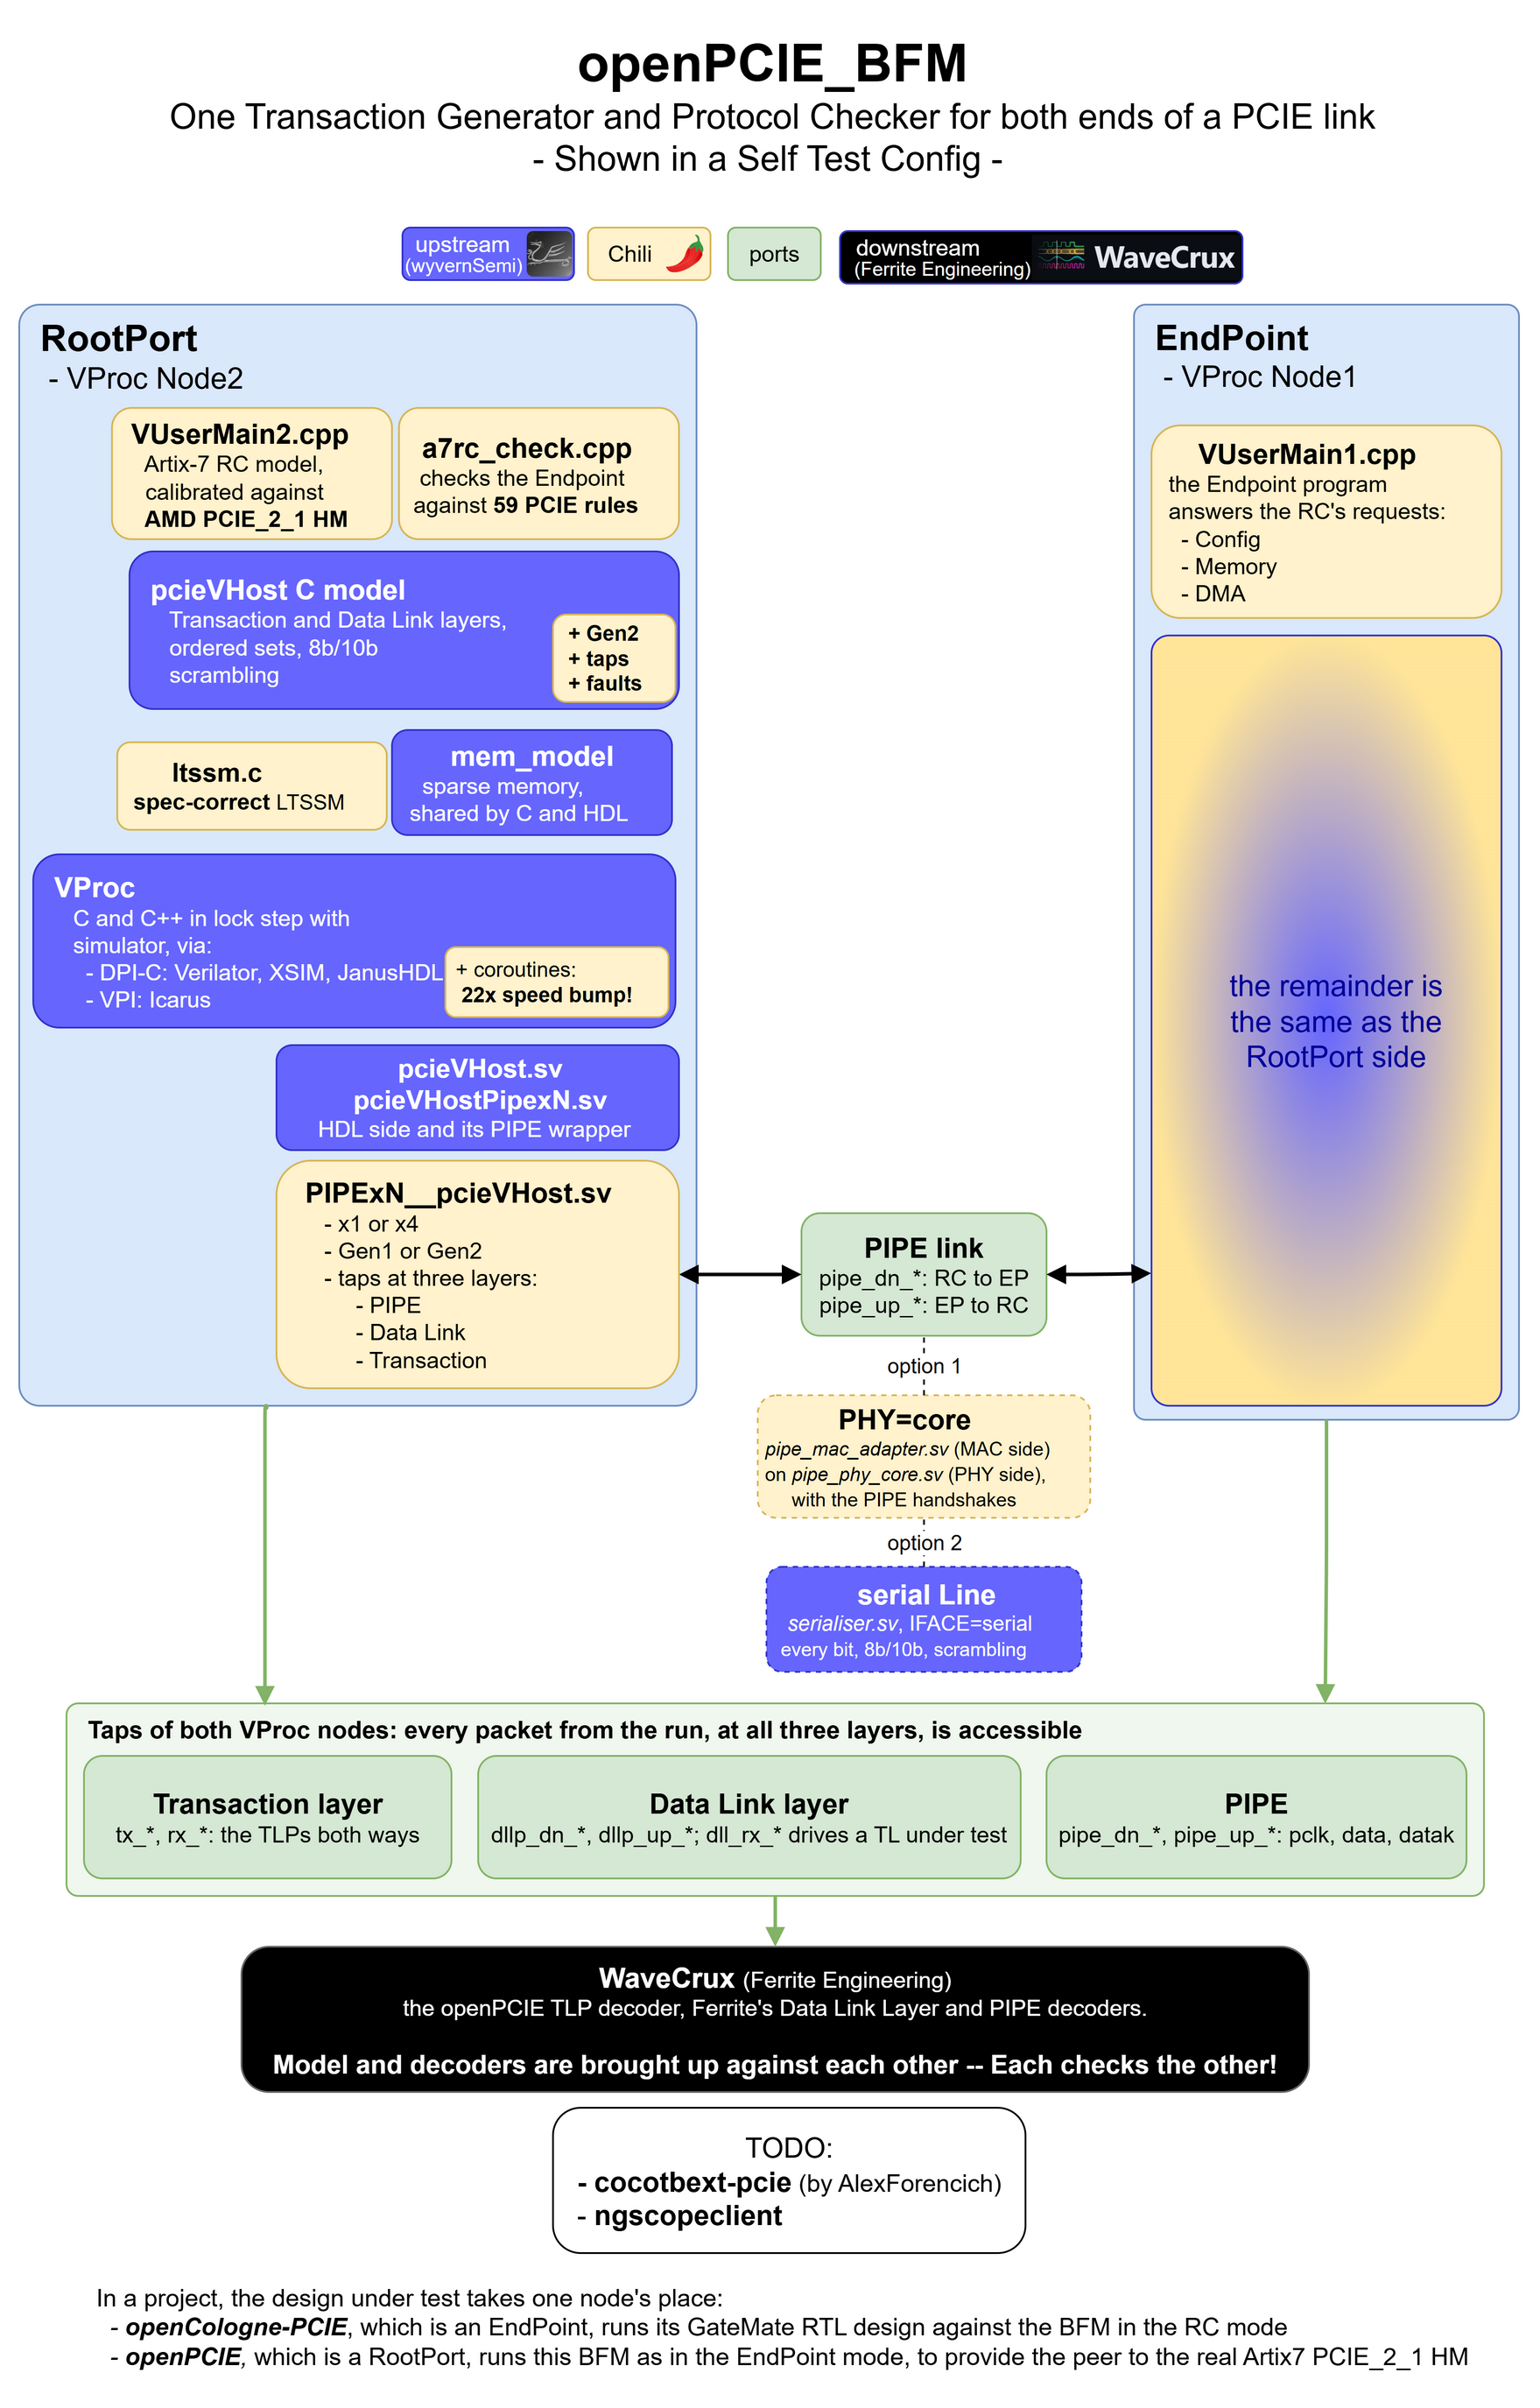 openPCIE_BFM
One Transaction Generator and Protocol Checker for both ends of a PCIE link
- Shown in a Self Test Config -
upstream
(wyvernSemi)
Chili
ports
downstream
(Ferrite Engineering)
WaveCrux
RootPort
- VProc Node2
VUserMain2.cpp
Artix-7 RC model,
calibrated against
AMD PCIE_2_1 HM
a7rc_check.cpp
checks the Endpoint
against 59 PCIE rules
pcieVHost C model
Transaction and Data Link layers,
ordered sets, 8b/10b
scrambling
+ Gen2
+ taps
+ faults
ltssm.c
spec-correct LTSSM
mem_model
sparse memory,
shared by C and HDL
VProc
C and C++ in lock step with
simulator, via:
- DPI-C: Verilator, XSIM, JanusHDL
- VPI: Icarus
+ coroutines:
22x speed bump!
pcieVHost.sv
pcieVHostPipexN.sv
HDL side and its PIPE wrapper
PIPExN__pcieVHost.sv
- x1 or x4
- Gen1 or Gen2
- taps at three layers:
- PIPE
- Data Link
- Transaction
EndPoint
- VProc Node1
VUserMain1.cpp
the Endpoint program
answers the RC's requests:
- Config
- Memory
- DMA
the remainder is
the same as the
RootPort side
PIPE link
pipe_dn_*: RC to EP
pipe_up_*: EP to RC
option 1
PHY=core
pipe_mac_adapter.sv (MAC side)
on pipe_phy_core.sv (PHY side),
with the PIPE handshakes
option 2
serial Line
serialiser.sv, IFACE=serial
every bit, 8b/10b, scrambling
Taps of both VProc nodes: every packet from the run, at all three layers, is accessible
Transaction layer
tx_*, rx_*: the TLPs both ways
Data Link layer
dllp_dn_*, dllp_up_*; dll_rx_* drives a TL under test
PIPE
pipe_dn_*, pipe_up_*: pclk, data, datak
WaveCrux (Ferrite Engineering)
the openPCIE TLP decoder, Ferrite's Data Link Layer and PIPE decoders.
Model and decoders are brought up against each other -- Each checks the other!
TODO:
- cocotbext-pcie (by AlexForencich)
- ngscopeclient
In a project, the design under test takes one node's place:
- openCologne-PCIE, which is an EndPoint, runs its GateMate RTL design against the BFM in the RC mode
- openPCIE, which is a RootPort, runs this BFM as in the EndPoint mode, to provide the peer to the real Artix7 PCIE_2_1 HM